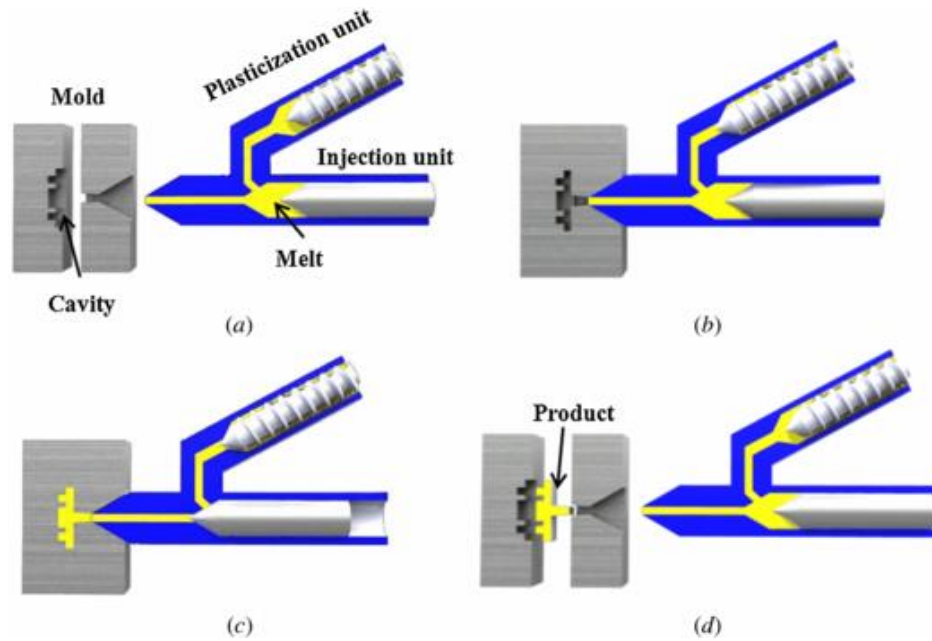 Plasticization unit
Mold
Injection unit
Melt
Cavity
(a)
(b)
Product
(c)
(d)